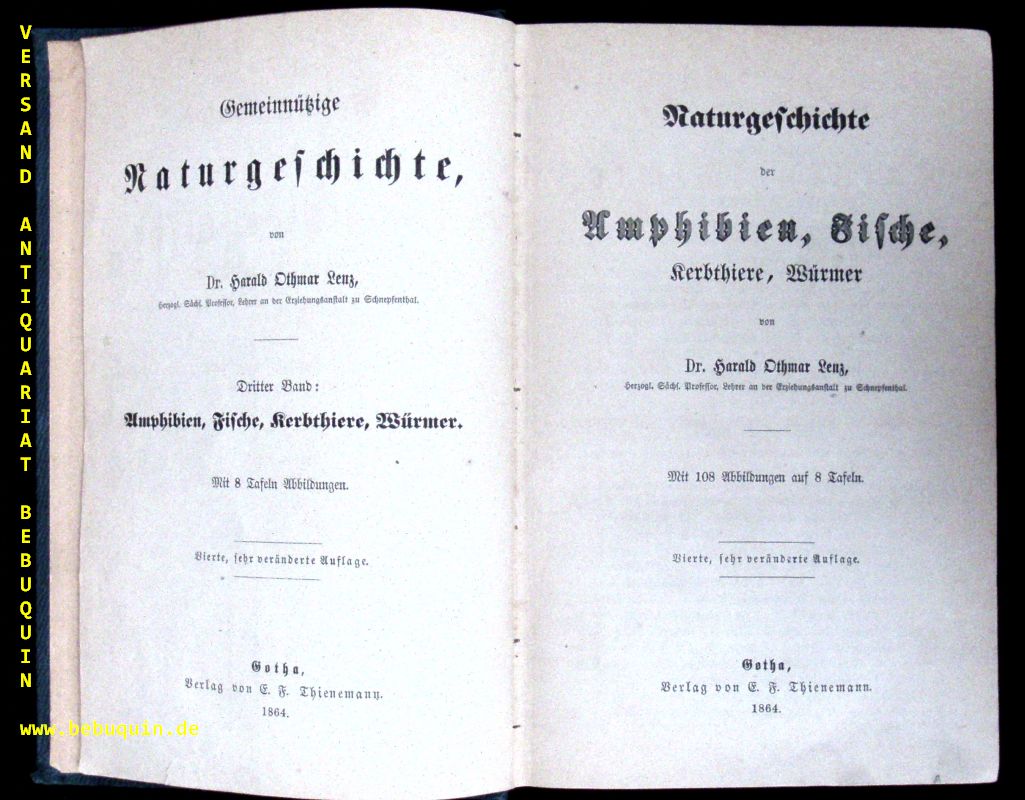 VERSAND ANTIQUARIAT BEBUQUIN
www.bebuquin.de
Gemeinnützige
Naturgeschichte,
von
Dr. Harald Othmar Lenz,
Herzogl. Sächs. Professor, Lehrer an der Erziehungsanstalt zu Schnepfenthal.
Dritter Band:
Amphibien, Fische, Kerbthiere, Würmer.
Mit 8 Tafeln Abbildungen.
Vierte, sehr veränderte Auflage.
Gotha,
Verlag von E. F. Thienemann.
1864.
Naturgeschichte
der
Amphibien, Fische,
Kerbthiere, Würmer
von
Dr. Harald Othmar Lenz,
Herzogl. Sächs. Professor, Lehrer an der Erziehungsanstalt zu Schnepfenthal.
Mit 108 Abbildungen auf 8 Tafeln.
Vierte, sehr veränderte Auflage.
Gotha,
Verlag von E. F. Thienemann.
1864.